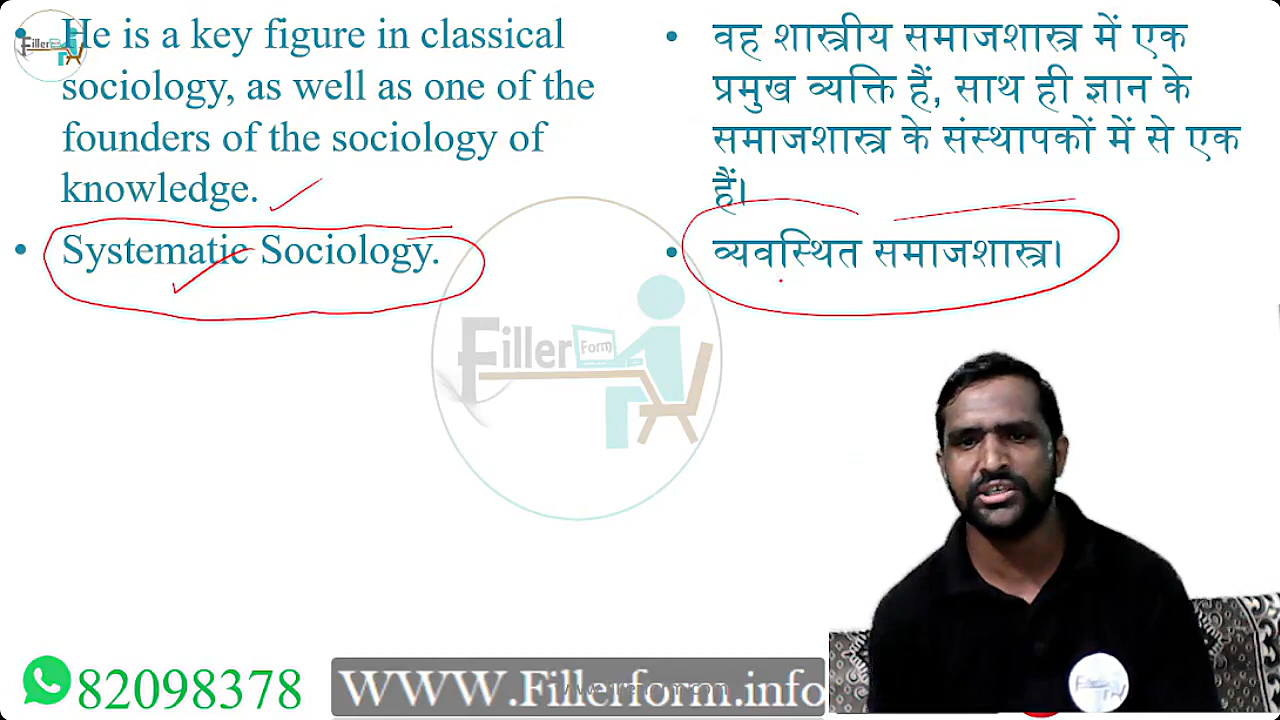 He is a key figure in classical
sociology, as well as one of the
founders of the sociology of
knowledge.
Systematic Sociology.
वह शास्त्रीय समाजशास्त्र में एक
प्रमुख व्यक्ति हैं, साथ ही ज्ञान के
समाजशास्त्र के संस्थापकों में से एक
हैं।
व्यवस्थित समाजशास्त्र।
Filler Form
82098378
WWW.Fillerform.info